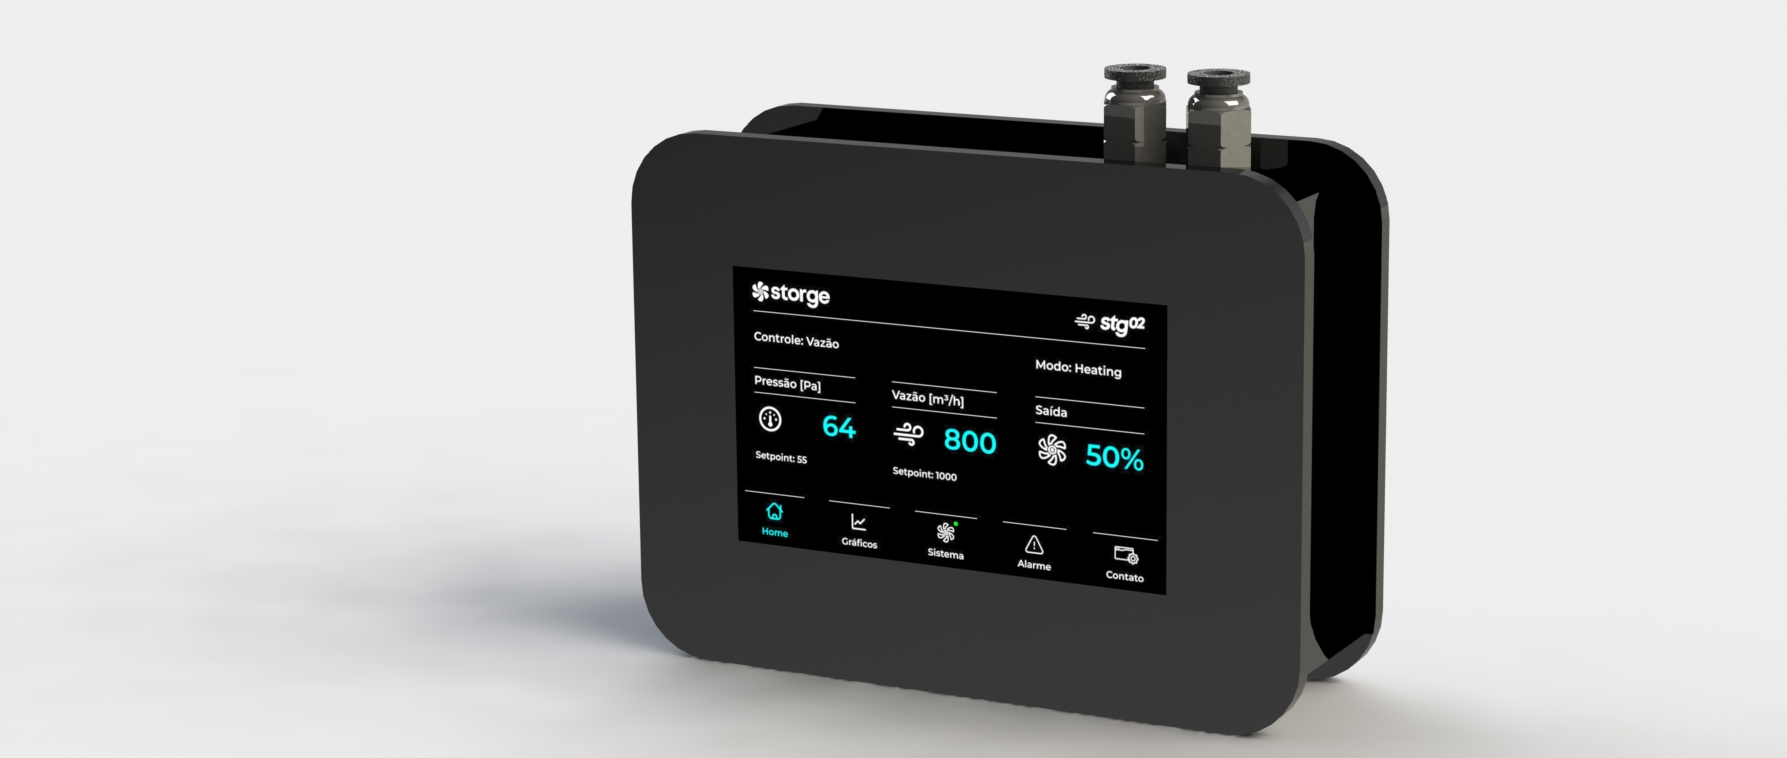 storge
stg02
Controle: Vazão
Modo: Heating
Pressão [Pa]
64
Setpoint: 55
Vazão [m³/h]
800
Setpoint: 1000
Saída
50%
Home
Gráficos
Sistema
Alarme
Contato